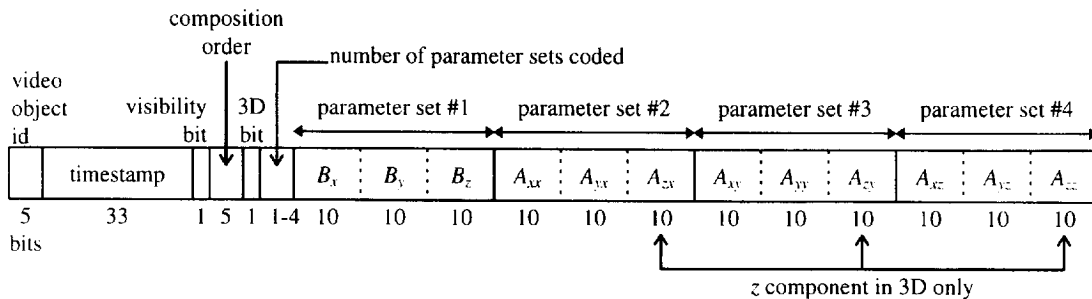 composition
order
number of parameter sets coded
video
object
id
visibility
bit
3D
bit
parameter set #1
parameter set #2
parameter set #3
parameter set #4
timestamp
B_x B_y B_z A_xx A_yx A_zx A_xy A_yy A_zy A_xz A_yz A_zz
5 33 1 5 1 1-4 10 10 10 10 10 10 10 10 10 10 10 10
bits
z component in 3D only